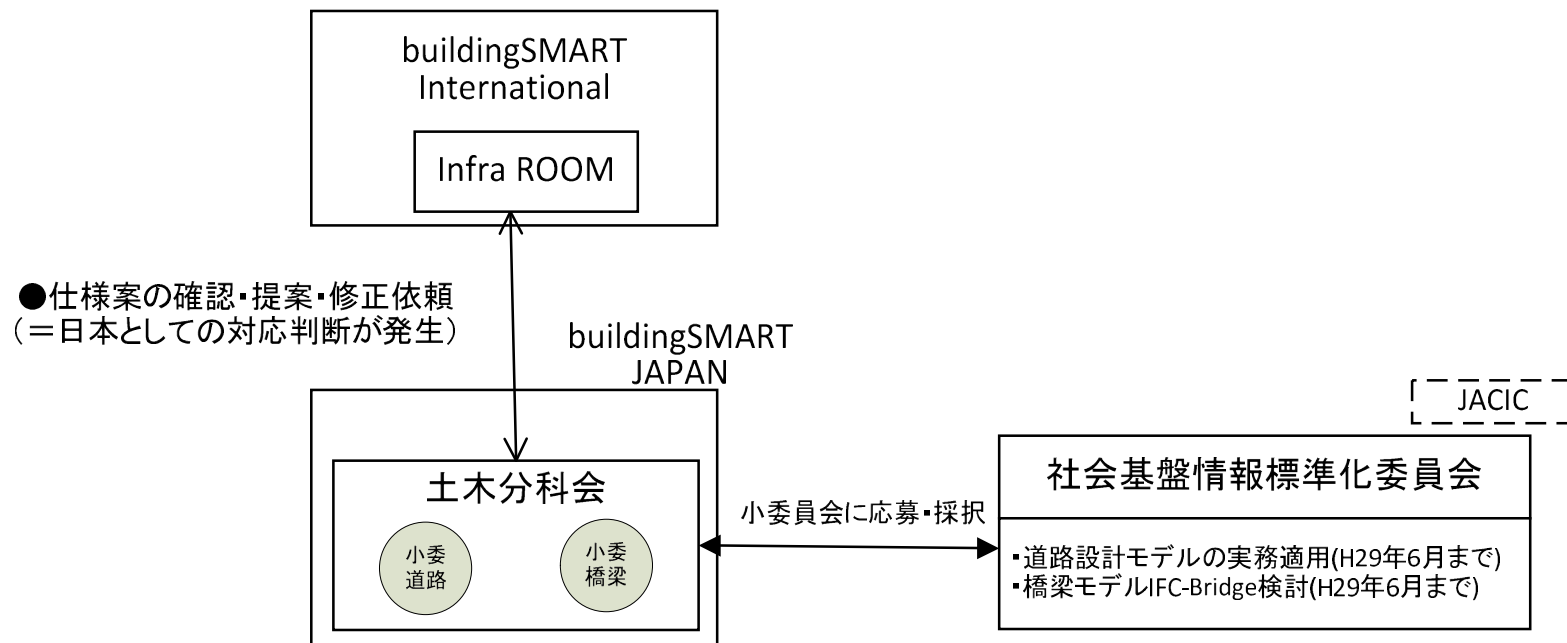 buildingSMART
International
Infra ROOM
●仕様案の確認・提案・修正依頼
(＝日本としての対応判断が発生)
buildingSMART
JAPAN
土木分科会
小委
道路
小委
橋梁
小委員会に応募・採択
JACIC
社会基盤情報標準化委員会
・道路設計モデルの実務適用(H29年6月まで)
・橋梁モデルIFC-Bridge検討(H29年6月まで)